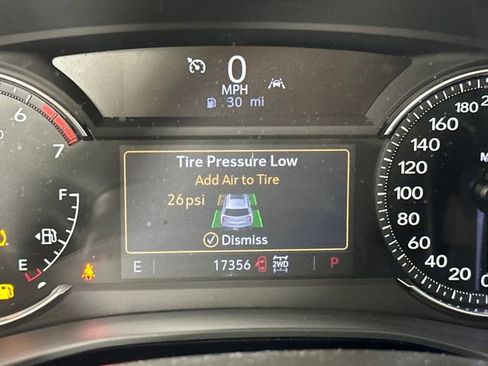 0
MPH
30 mi
6
7
F
E
Tire Pressure Low
Add Air to Tire
26psi
Dismiss
E 17356 2WD P
180
160
140
120
100
80
60
40
20